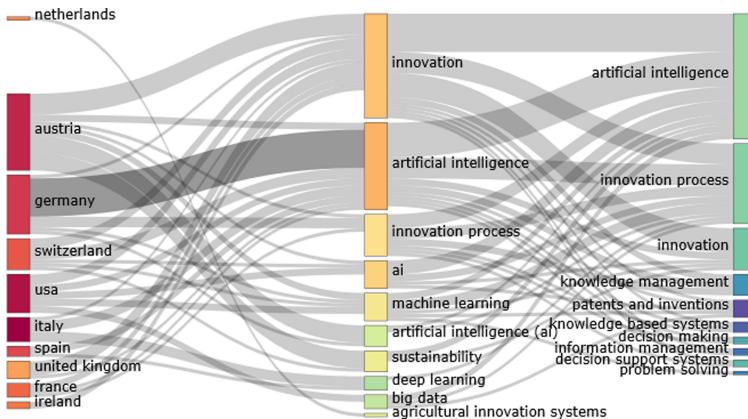 netherlands
austria
germany
switzerland
usa
italy
spain
united kingdom
france
ireland
innovation
artificial intelligence
innovation process
ai
machine learning
artificial intelligence (ai)
sustainability
deep learning
big data
agricultural innovation systems
artificial intelligence
innovation process
innovation
knowledge management
patents and inventions
knowledge based systems
decision making
information management
decision support systems
problem solving